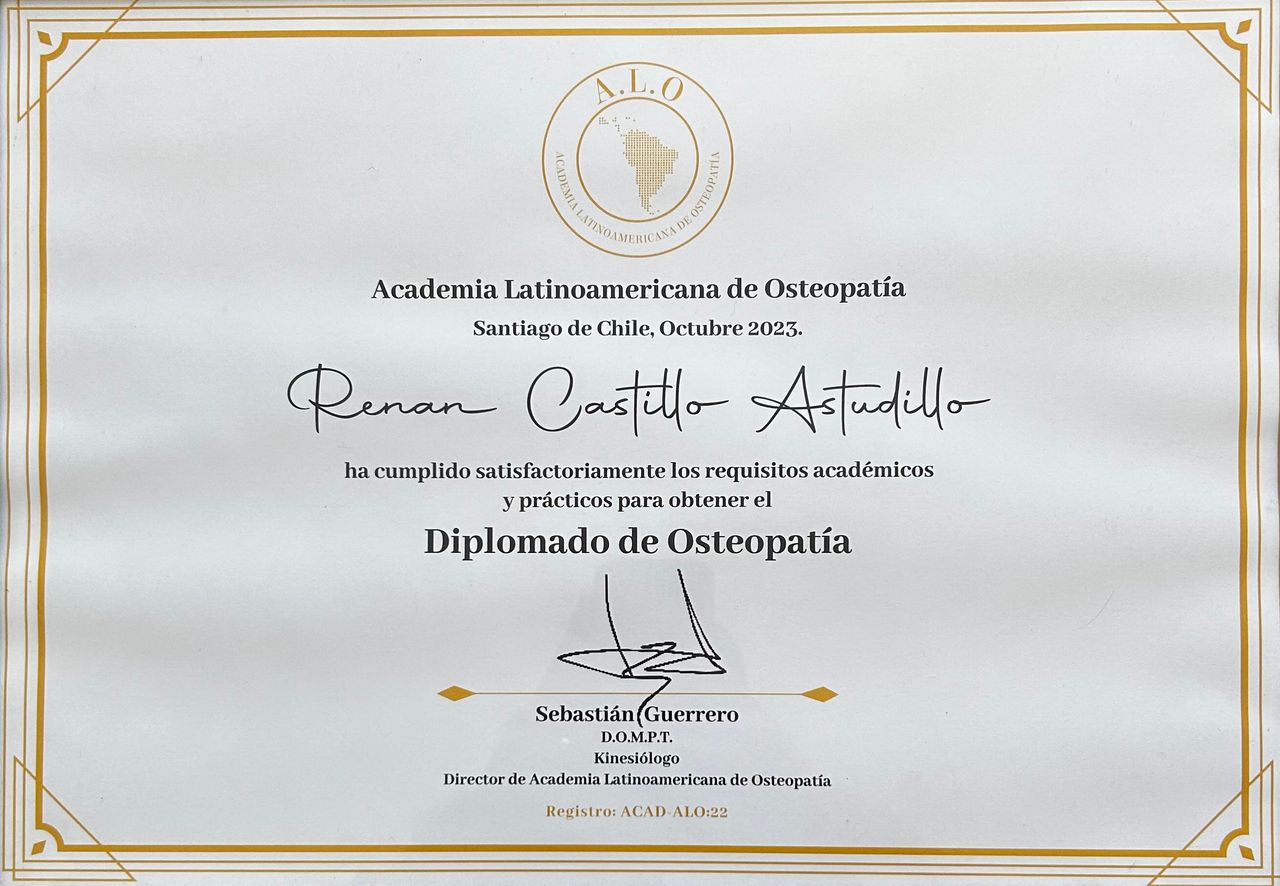 A.L.O
ACADEMIA LATINOAMERICANA DE OSTEOPATÍA
Academia Latinoamericana de Osteopatía
Santiago de Chile, Octubre 2023.
Renan Castillo Astudillo
ha cumplido satisfactoriamente los requisitos académicos
y prácticos para obtener el
Diplomado de Osteopatía
Sebastián Guerrero
D.O.M.P.T.
Kinesiólogo
Director de Academia Latinoamericana de Osteopatía
Registro: ACAD-ALO:22